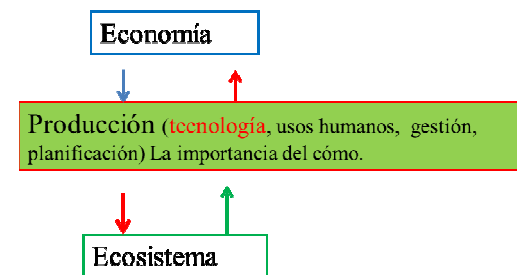 Economía
Producción (tecnología, usos humanos, gestión,
planificación) La importancia del cómo.
Ecosistema